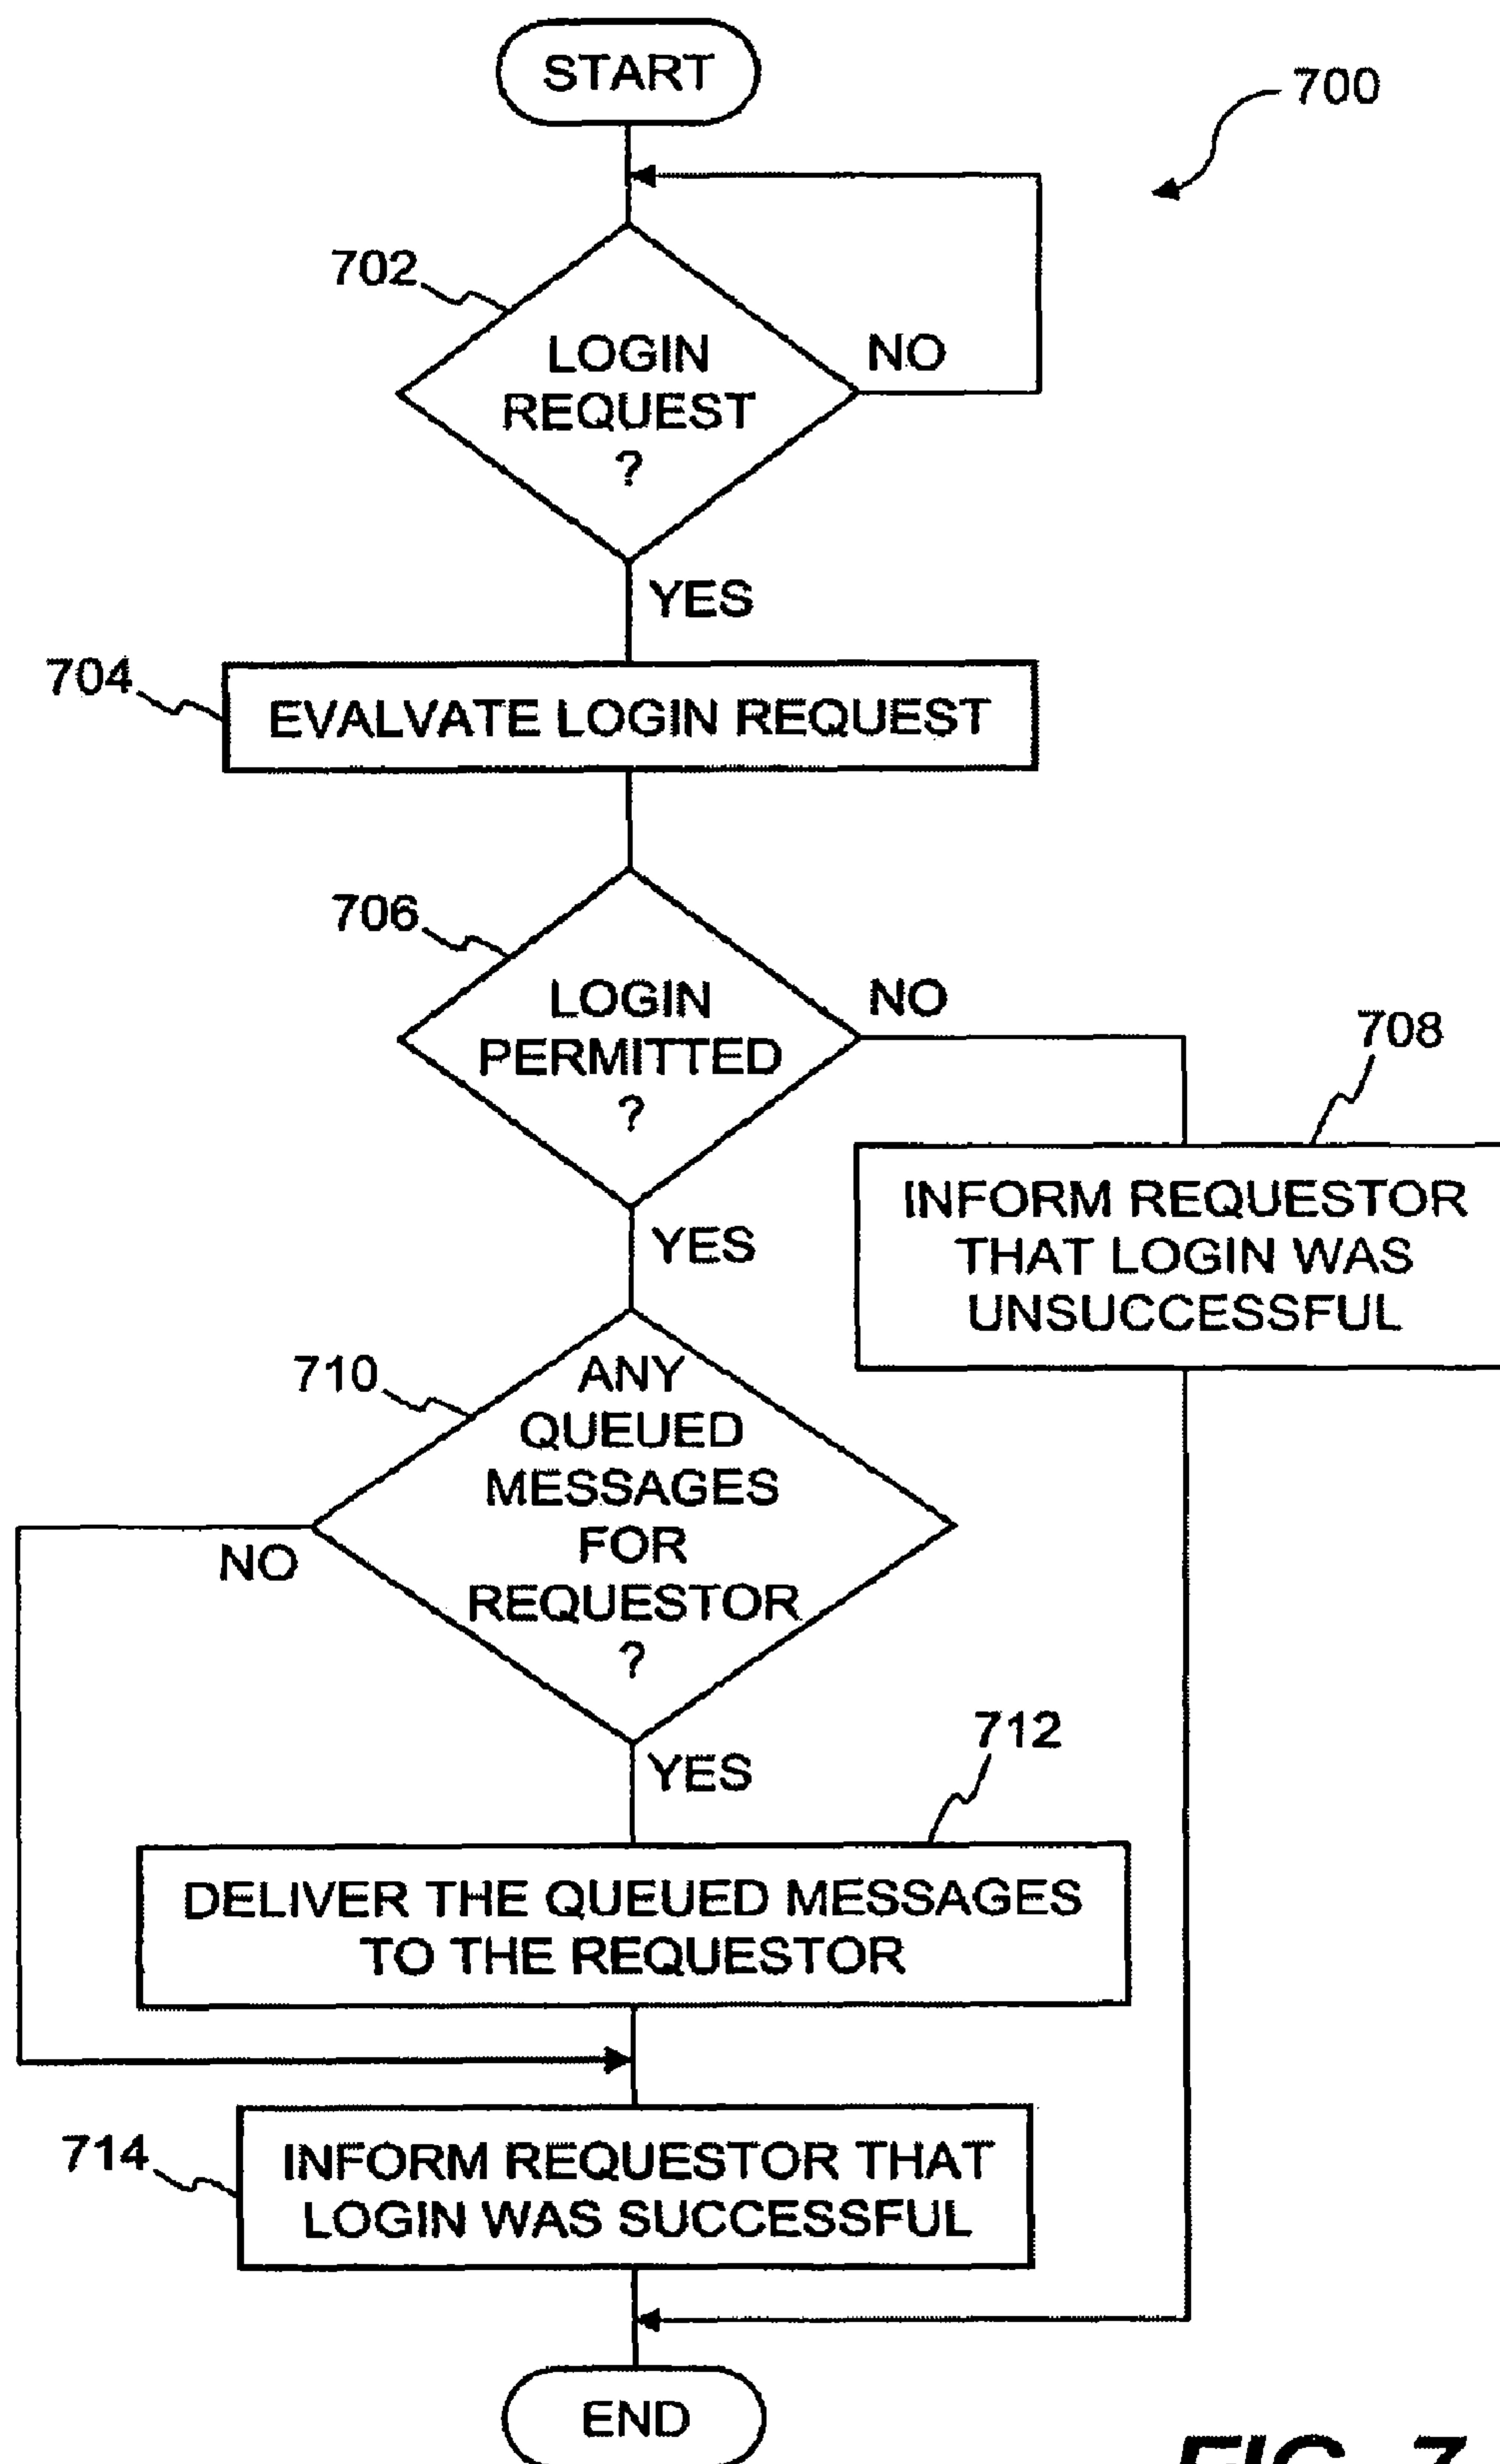 START
700
702
LOGIN
REQUEST
?
NO
YES
704
EVALVATE LOGIN REQUEST
706
LOGIN
PERMITTED
?
NO
708
YES
INFORM REQUESTOR
THAT LOGIN WAS
UNSUCCESSFUL
710
ANY
QUEUED
MESSAGES
FOR
REQUESTOR
?
NO
YES
712
DELIVER THE QUEUED MESSAGES
TO THE REQUESTOR
714
INFORM REQUESTOR THAT
LOGIN WAS SUCCESSFUL
END
FIG. 7